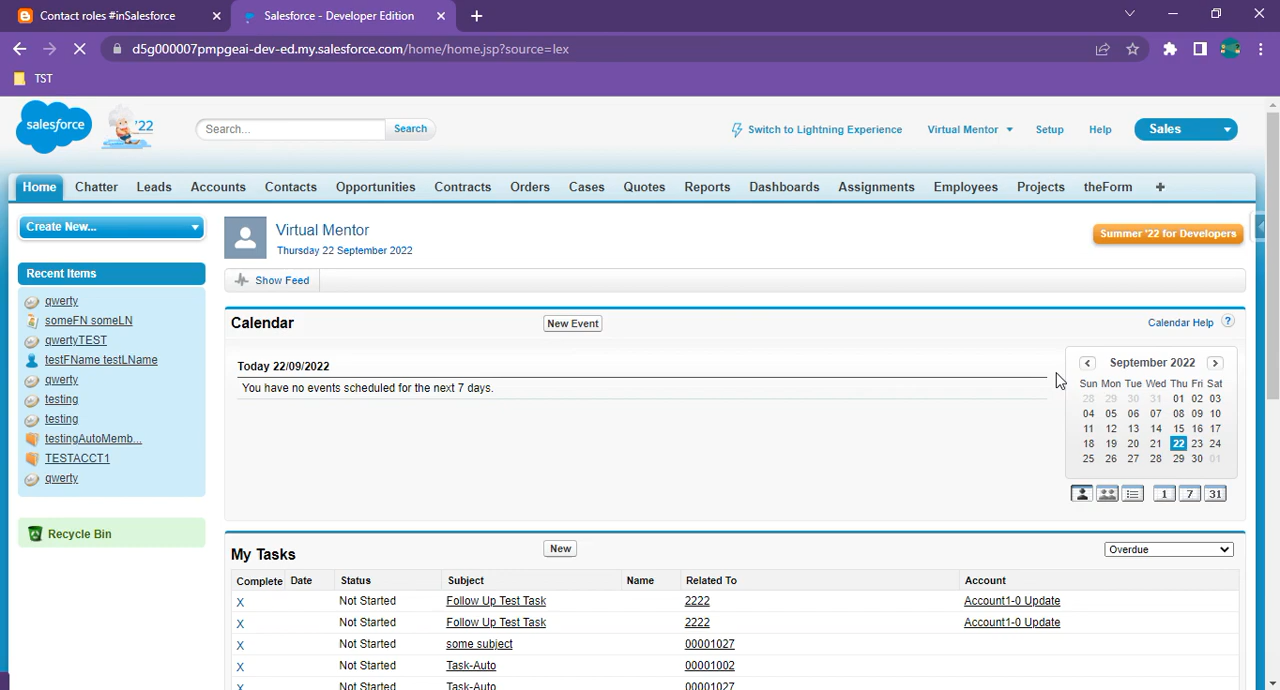 Contact roles #inSalesforce
Salesforce - Developer Edition
d5g000007pmpgeai-dev-ed.my.salesforce.com/home/home.jsp?source=lex
TST
salesforce
'22
Search...
Search
Switch to Lightning Experience
Virtual Mentor
Setup
Help
Sales
Home
Chatter
Leads
Accounts
Contacts
Opportunities
Contracts
Orders
Cases
Quotes
Reports
Dashboards
Assignments
Employees
Projects
theForm
Create New...
Recent Items
qwerty
someFN someLN
qwertyTEST
testFName testLName
qwerty
testing
testing
testingAutoMemb...
TESTACCT1
qwerty
Recycle Bin
Virtual Mentor
Thursday 22 September 2022
Summer '22 for Developers
Show Feed
Calendar
New Event
Calendar Help ?
Today 22/09/2022
You have no events scheduled for the next 7 days.
September 2022
Sun Mon Tue Wed Thu Fri Sat
28 29 30 31 01 02 03
04 05 06 07 08 09 10
11 12 13 14 15 16 17
18 19 20 21 22 23 24
25 26 27 28 29 30 01
1 7 31
My Tasks
New
Overdue
Complete Date Status Subject Name Related To Account
X Not Started Follow Up Test Task 2222 Account1-0 Update
X Not Started Follow Up Test Task 2222 Account1-0 Update
X Not Started some subject 00001027
X Not Started Task-Auto 00001002
X Not Started Task-Auto 00001027